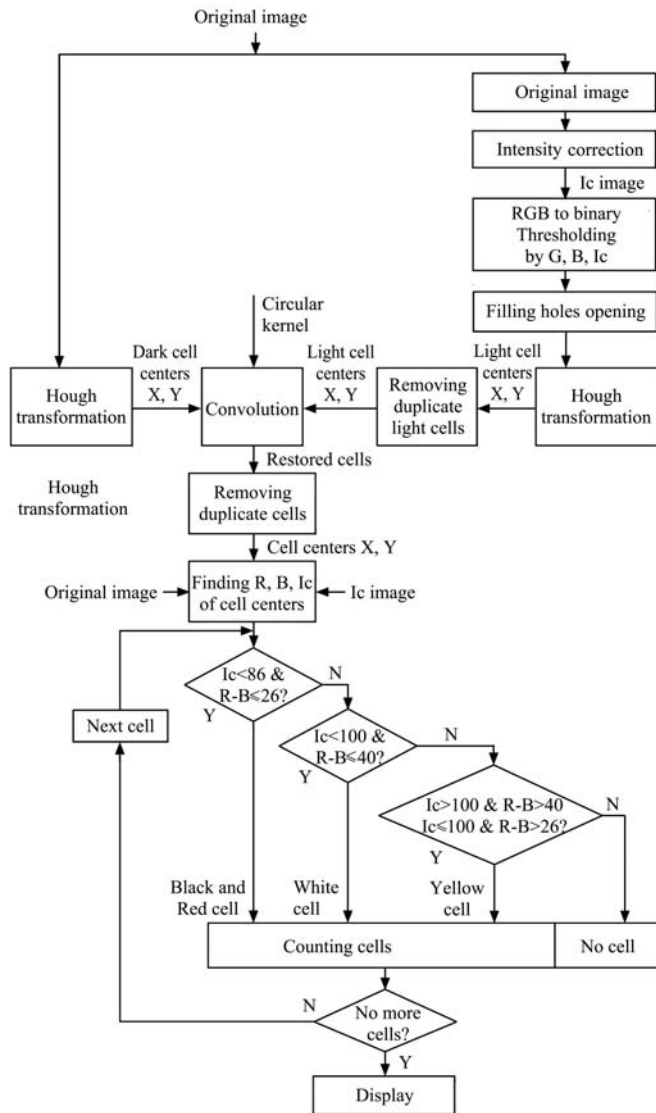 Original image
Original image
Intensity correction
Ic image
RGB to binary
Thresholding
by G, B, Ic
Filling holes opening
Circular
kernel
Dark cell
centers
X, Y
Light cell
centers
X, Y
Light cell
centers
X, Y
Hough
transformation
Convolution
Removing
duplicate
light cells
Hough
transformation
Restored cells
Hough
transformation
Removing
duplicate cells
Cell centers X, Y
Original image
Finding R, B, Ic
of cell centers
Ic image
Ic<86 &
R-B⩽26?
N
Y
Next cell
Ic<100 &
R-B⩽40?
N
Y
Ic>100 & R-B>40
Ic⩽100 & R-B>26?
N
Y
Black and
Red cell
White
cell
Yellow
cell
Counting cells
No cell
N
No more
cells?
Y
Display